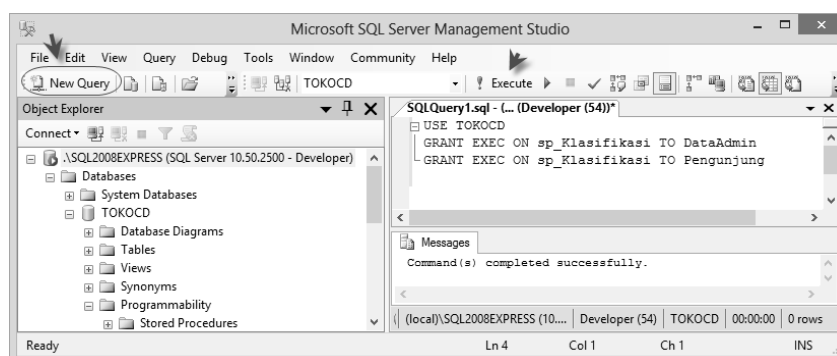 Microsoft SQL Server Management Studio
File Edit View Query Debug Tools Window Community Help
New Query TOKOCD Execute
Object Explorer
Connect
.\SQL2008EXPRESS (SQL Server 10.50.2500 - Developer)
Databases
System Databases
TOKOCD
Database Diagrams
Tables
Views
Synonyms
Programmability
Stored Procedures
SQLQuery1.sql - (... (Developer (54))*
USE TOKOCD
GRANT EXEC ON sp_Klasifikasi TO DataAdmin
GRANT EXEC ON sp_Klasifikasi TO Pengunjung
Messages
Command(s) completed successfully.
(local)\SQL2008EXPRESS (10.... Developer (54) TOKOCD 00:00:00 0 rows
Ready Ln 4 Col 1 Ch 1 INS